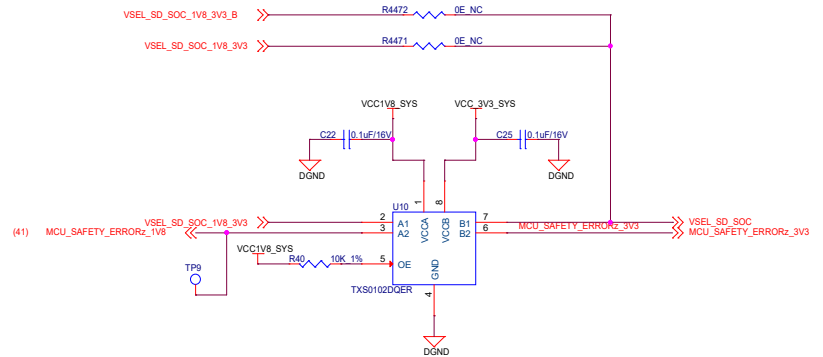 VSEL_SD_SOC_1V8_3V3_B
R4472
0E_NC
VSEL_SD_SOC_1V8_3V3
R4471
0E_NC
VCC1V8_SYS
VCC_3V3_SYS
C22
0.1uF/16V
C25
0.1uF/16V
DGND
DGND
1
8
U10
VSEL_SD_SOC_1V8_3V3
2
A1
VCCA
VCCB
B1
7
VSEL_SD_SOC
(41)
MCU_SAFETY_ERRORz_1V8
3
A2
B2
6
MCU_SAFETY_ERRORz_3V3
MCU_SAFETY_ERRORz_3V3
VCC1V8_SYS
R40
10K_1%
5
OE
GND
TP9
TXS0102DQER
4
DGND